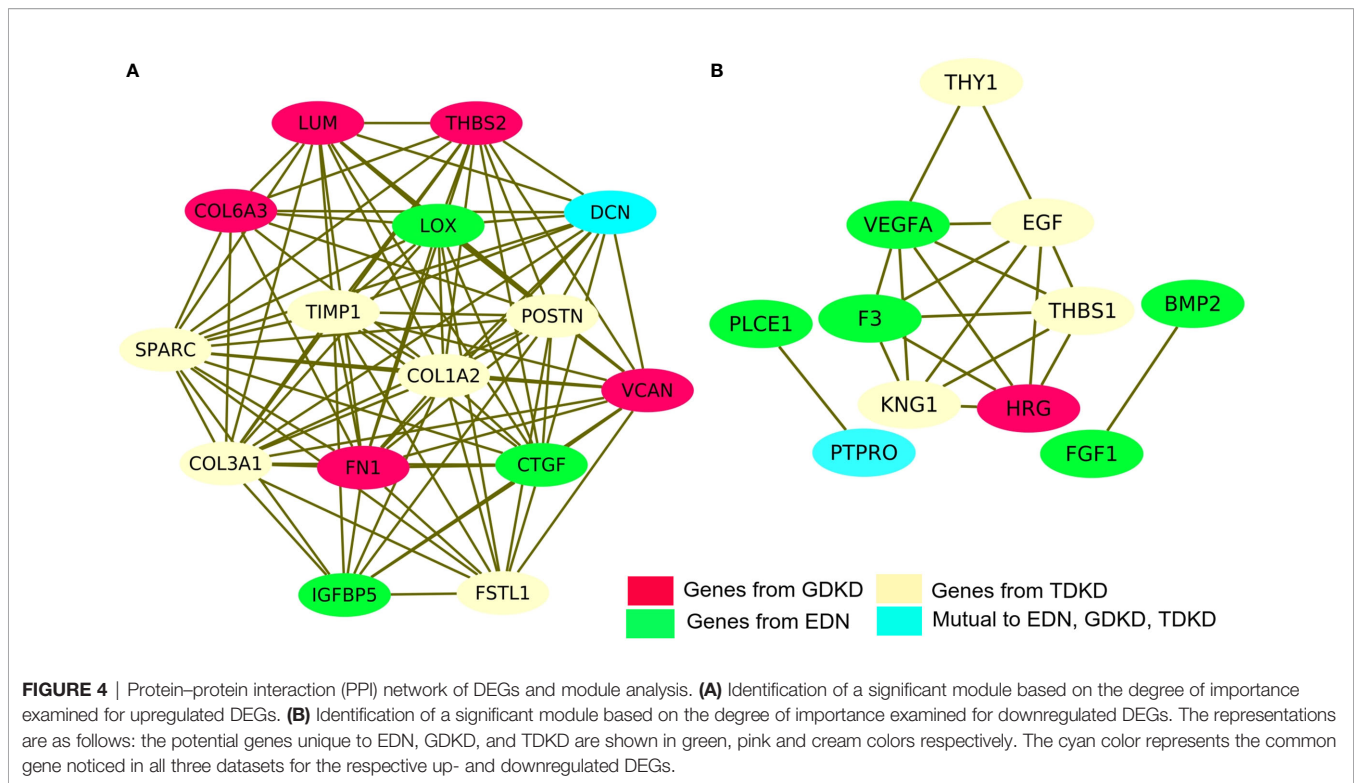 A
B
THY1
LUM
THBS2
COL6A3
LOX
DCN
VEGFA
EGF
TIMP1
POSTN
SPARC
COL1A2
VCAN
PLCE1
F3
THBS1
BMP2
KNG1
HRG
PTPRO
FGF1
COL3A1
FN1
CTGF
IGFBP5
FSTL1
Genes from GDKD
Genes from TDKD
Genes from EDN
Mutual to EDN, GDKD, TDKD
FIGURE 4 | Protein–protein interaction (PPI) network of DEGs and module analysis. (A) Identification of a significant module based on the degree of importance
examined for upregulated DEGs. (B) Identification of a significant module based on the degree of importance examined for downregulated DEGs. The representations
are as follows: the potential genes unique to EDN, GDKD, and TDKD are shown in green, pink and cream colors respectively. The cyan color represents the common
gene noticed in all three datasets for the respective up- and downregulated DEGs.